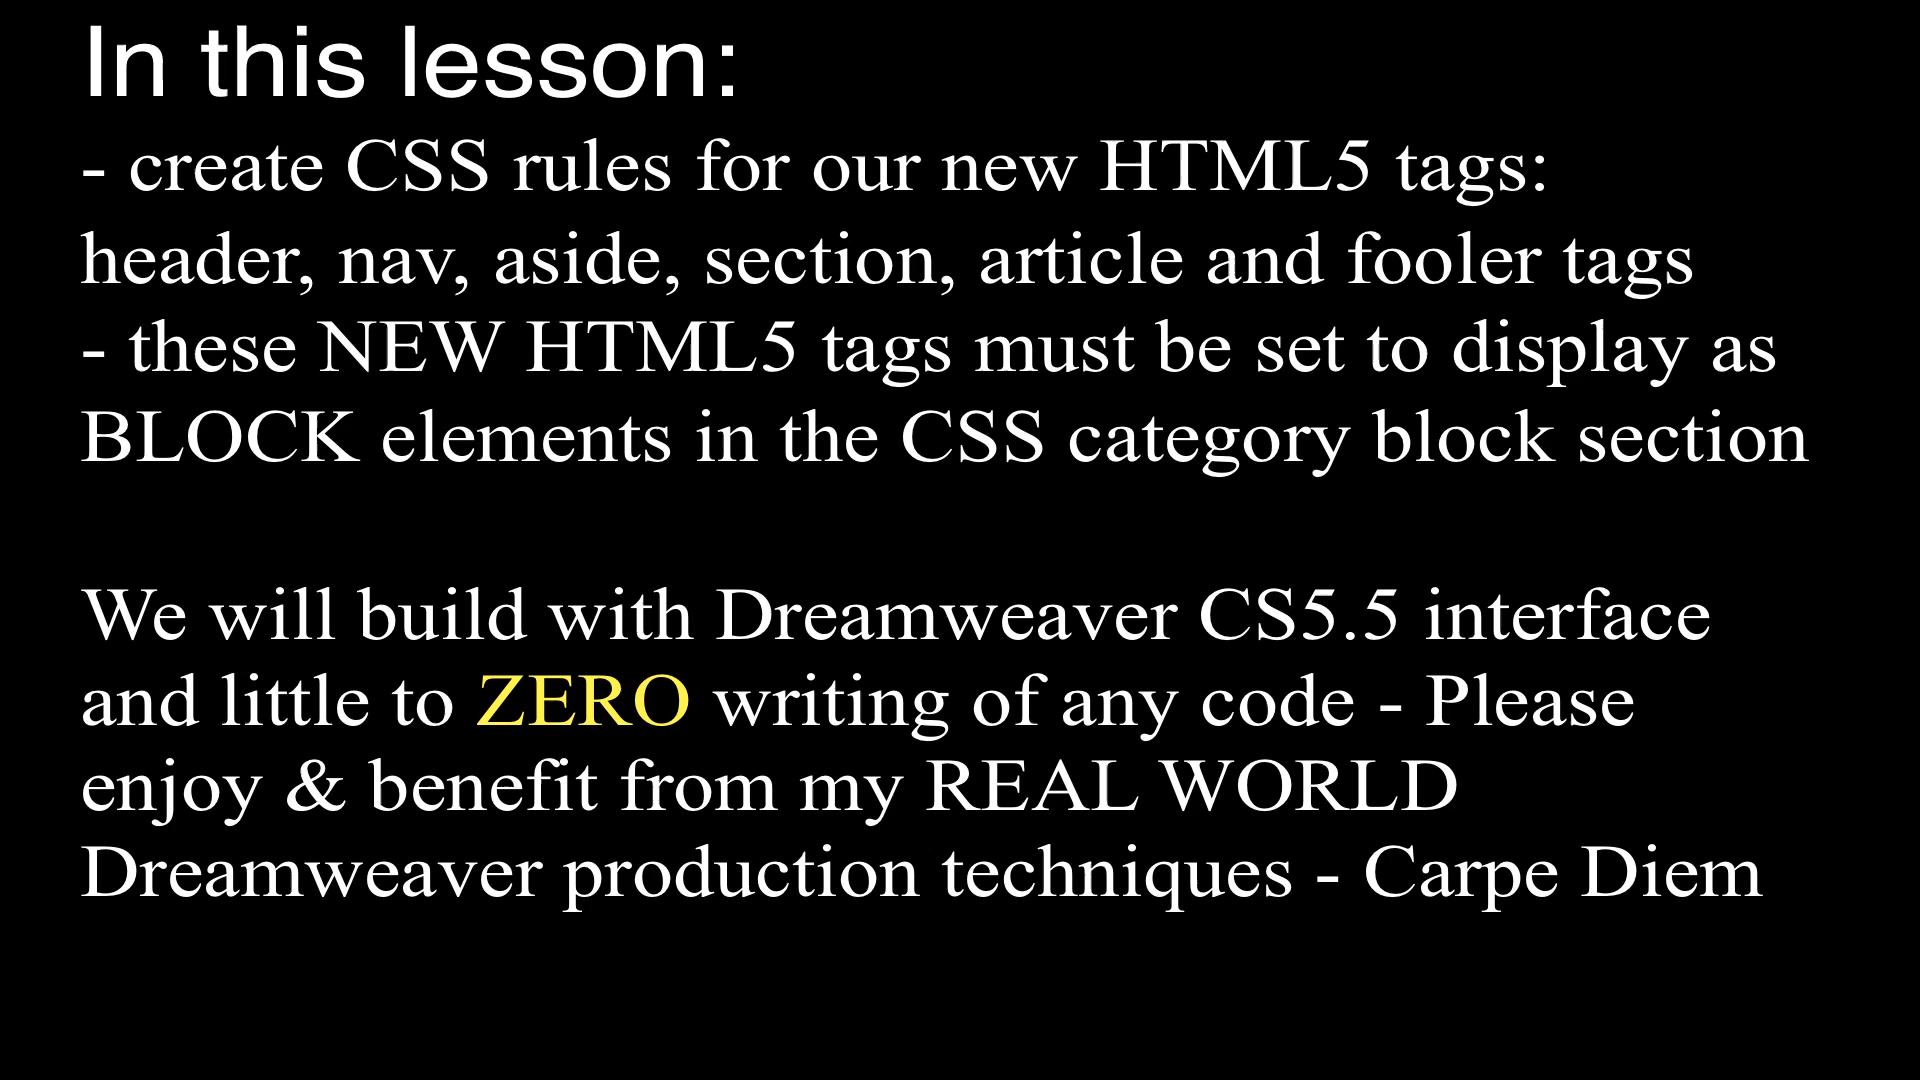 In this lesson:
- create CSS rules for our new HTML5 tags:
header, nav, aside, section, article and fooler tags
- these NEW HTML5 tags must be set to display as
BLOCK elements in the CSS category block section
We will build with Dreamweaver CS5.5 interface
and little to ZERO writing of any code - Please
enjoy & benefit from my REAL WORLD
Dreamweaver production techniques - Carpe Diem